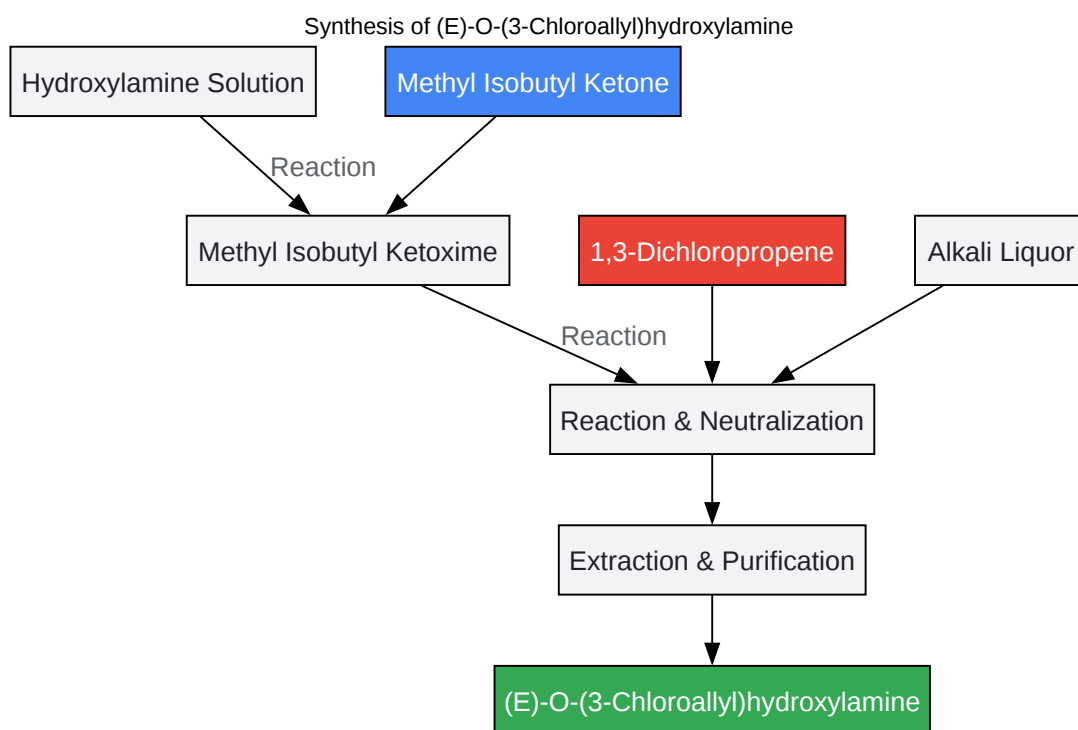 Synthesis of (E)-O-(3-Chloroallyl)hydroxylamine
Hydroxylamine Solution
Methyl Isobutyl Ketone
Reaction
Methyl Isobutyl Ketoxime
1,3-Dichloropropene
Alkali Liquor
Reaction
Reaction & Neutralization
Extraction & Purification
(E)-O-(3-Chloroallyl)hydroxylamine